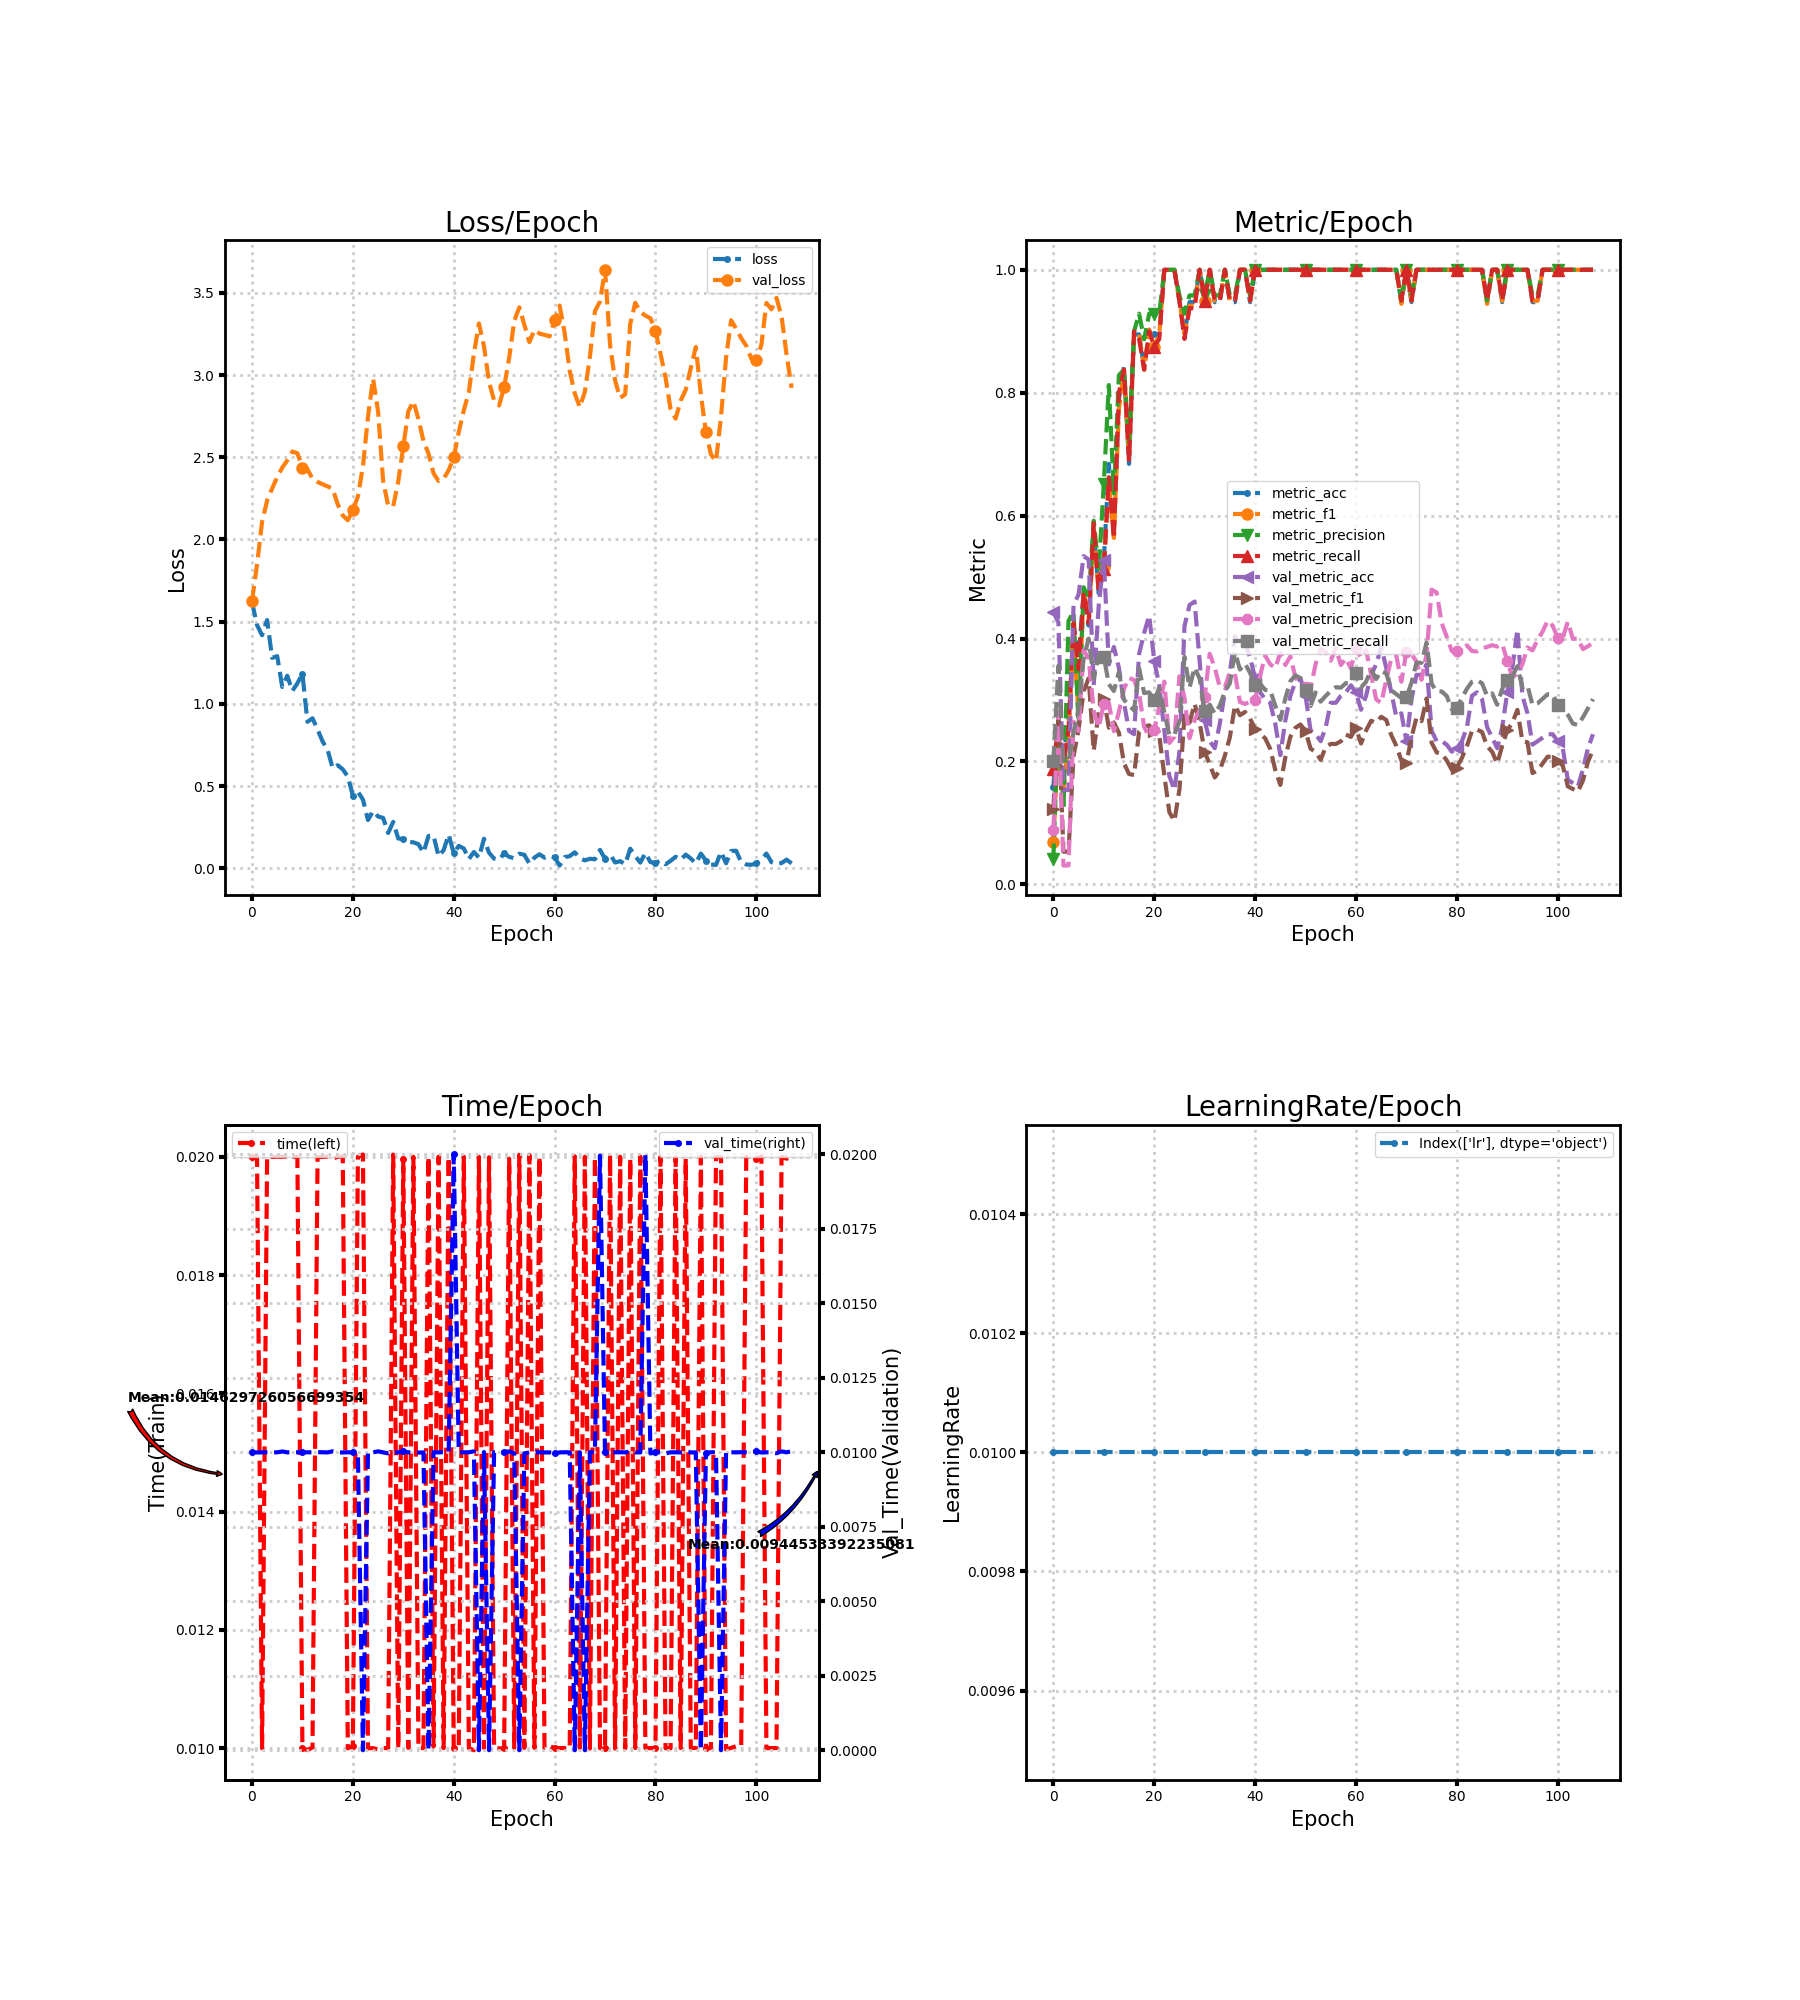 Loss/Epoch
loss
val_loss
3.5
3.0
2.5
2.0
1.5
1.0
0.5
0.0
Loss
0 20 40 60 80 100
Epoch
Metric/Epoch
1.0
0.8
0.6
0.4
0.2
0.0
Metric
metric_acc
metric_f1
metric_precision
metric_recall
val_metric_acc
val_metric_f1
val_metric_precision
val_metric_recall
0 20 40 60 80 100
Epoch
Time/Epoch
time(left)
val_time(right)
0.020
0.018
0.016
0.014
0.012
0.010
Time(Train)
0.0200
0.0175
0.0150
0.0125
0.0100
0.0075
0.0050
0.0025
0.0000
Val_Time(Validation)
0 20 40 60 80 100
Epoch
LearningRate/Epoch
Index(['lr'], dtype='object')
0.0104
0.0102
0.0100
0.0098
0.0096
LearningRate
0 20 40 60 80 100
Epoch